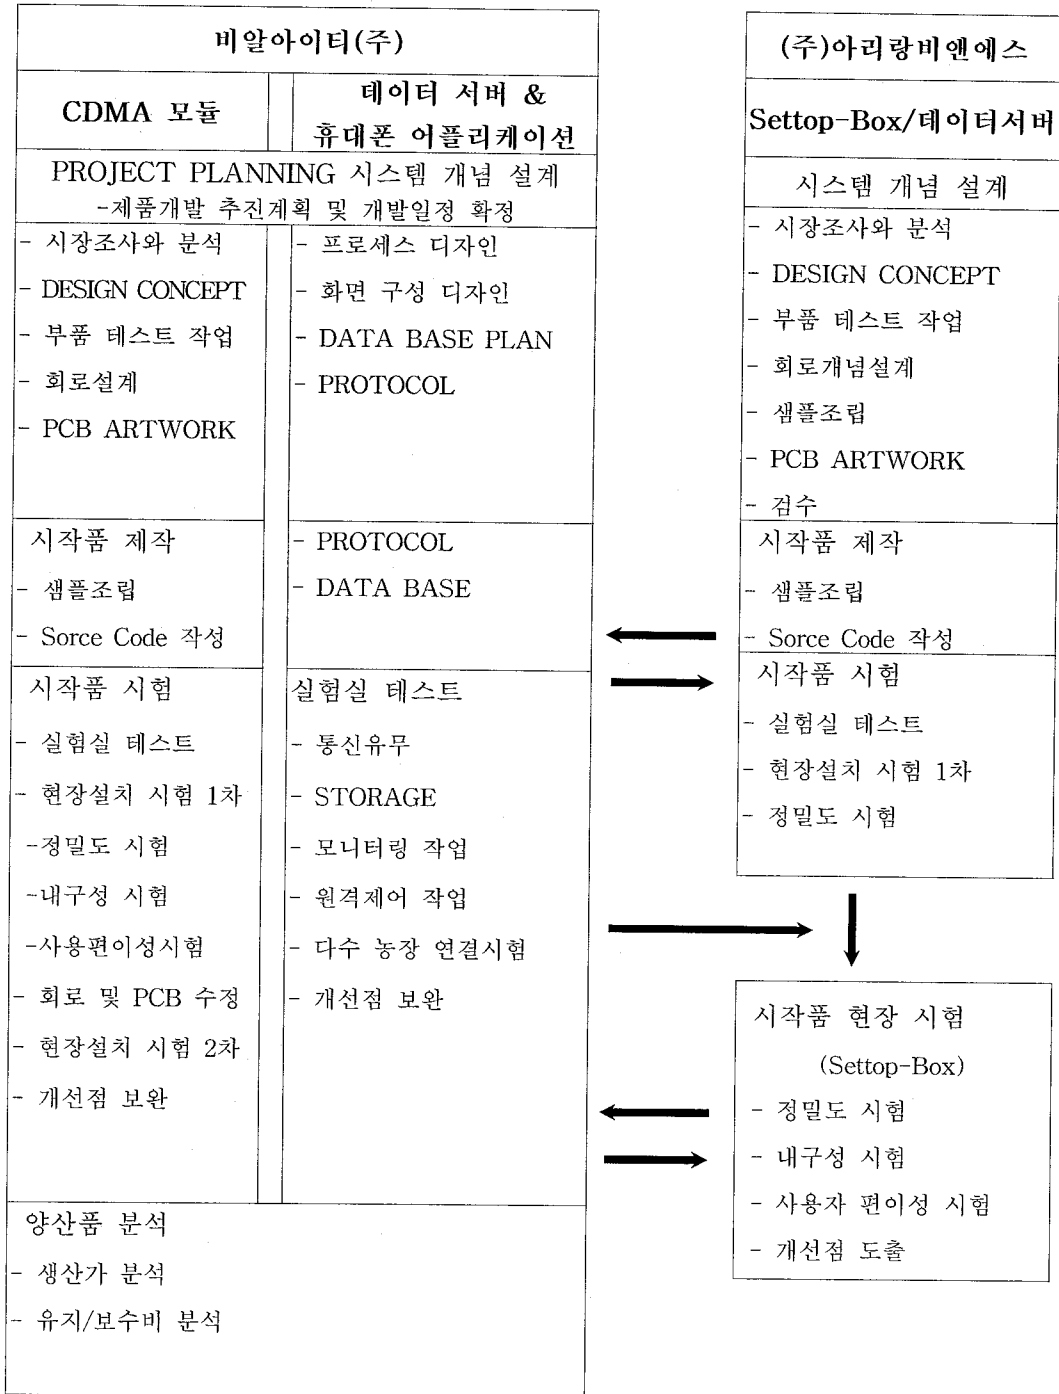 비알아이티(주)
CDMA 모듈
데이터 서버 &
휴대폰 어플리케이션
PROJECT PLANNING 시스템 개념 설계
-제품개발 추진계획 및 개발일정 확정
- 시장조사와 분석
- DESIGN CONCEPT
- 부품 테스트 작업
- 회로설계
- PCB ARTWORK
- 프로세스 디자인
- 화면 구성 디자인
- DATA BASE PLAN
- PROTOCOL
시작품 제작
- 샘플조립
- Sorce Code 작성
- PROTOCOL
- DATA BASE
시작품 시험
- 실험실 테스트
- 현장설치 시험 1차
-정밀도 시험
-내구성 시험
-사용편이성시험
- 회로 및 PCB 수정
- 현장설치 시험 2차
- 개선점 보완
실험실 테스트
- 통신유무
- STORAGE
- 모니터링 작업
- 원격제어 작업
- 다수 농장 연결시험
- 개선점 보완
양산품 분석
- 생산가 분석
- 유지/보수비 분석
(주)아리랑비앤에스
Settop-Box/데이터서버
시스템 개념 설계
- 시장조사와 분석
- DESIGN CONCEPT
- 부품 테스트 작업
- 회로개념설계
- 샘플조립
- PCB ARTWORK
- 검수
시작품 제작
- 샘플조립
- Sorce Code 작성
시작품 시험
- 실험실 테스트
- 현장설치 시험 1차
- 정밀도 시험
시작품 현장 시험
(Settop-Box)
- 정밀도 시험
- 내구성 시험
- 사용자 편이성 시험
- 개선점 도출